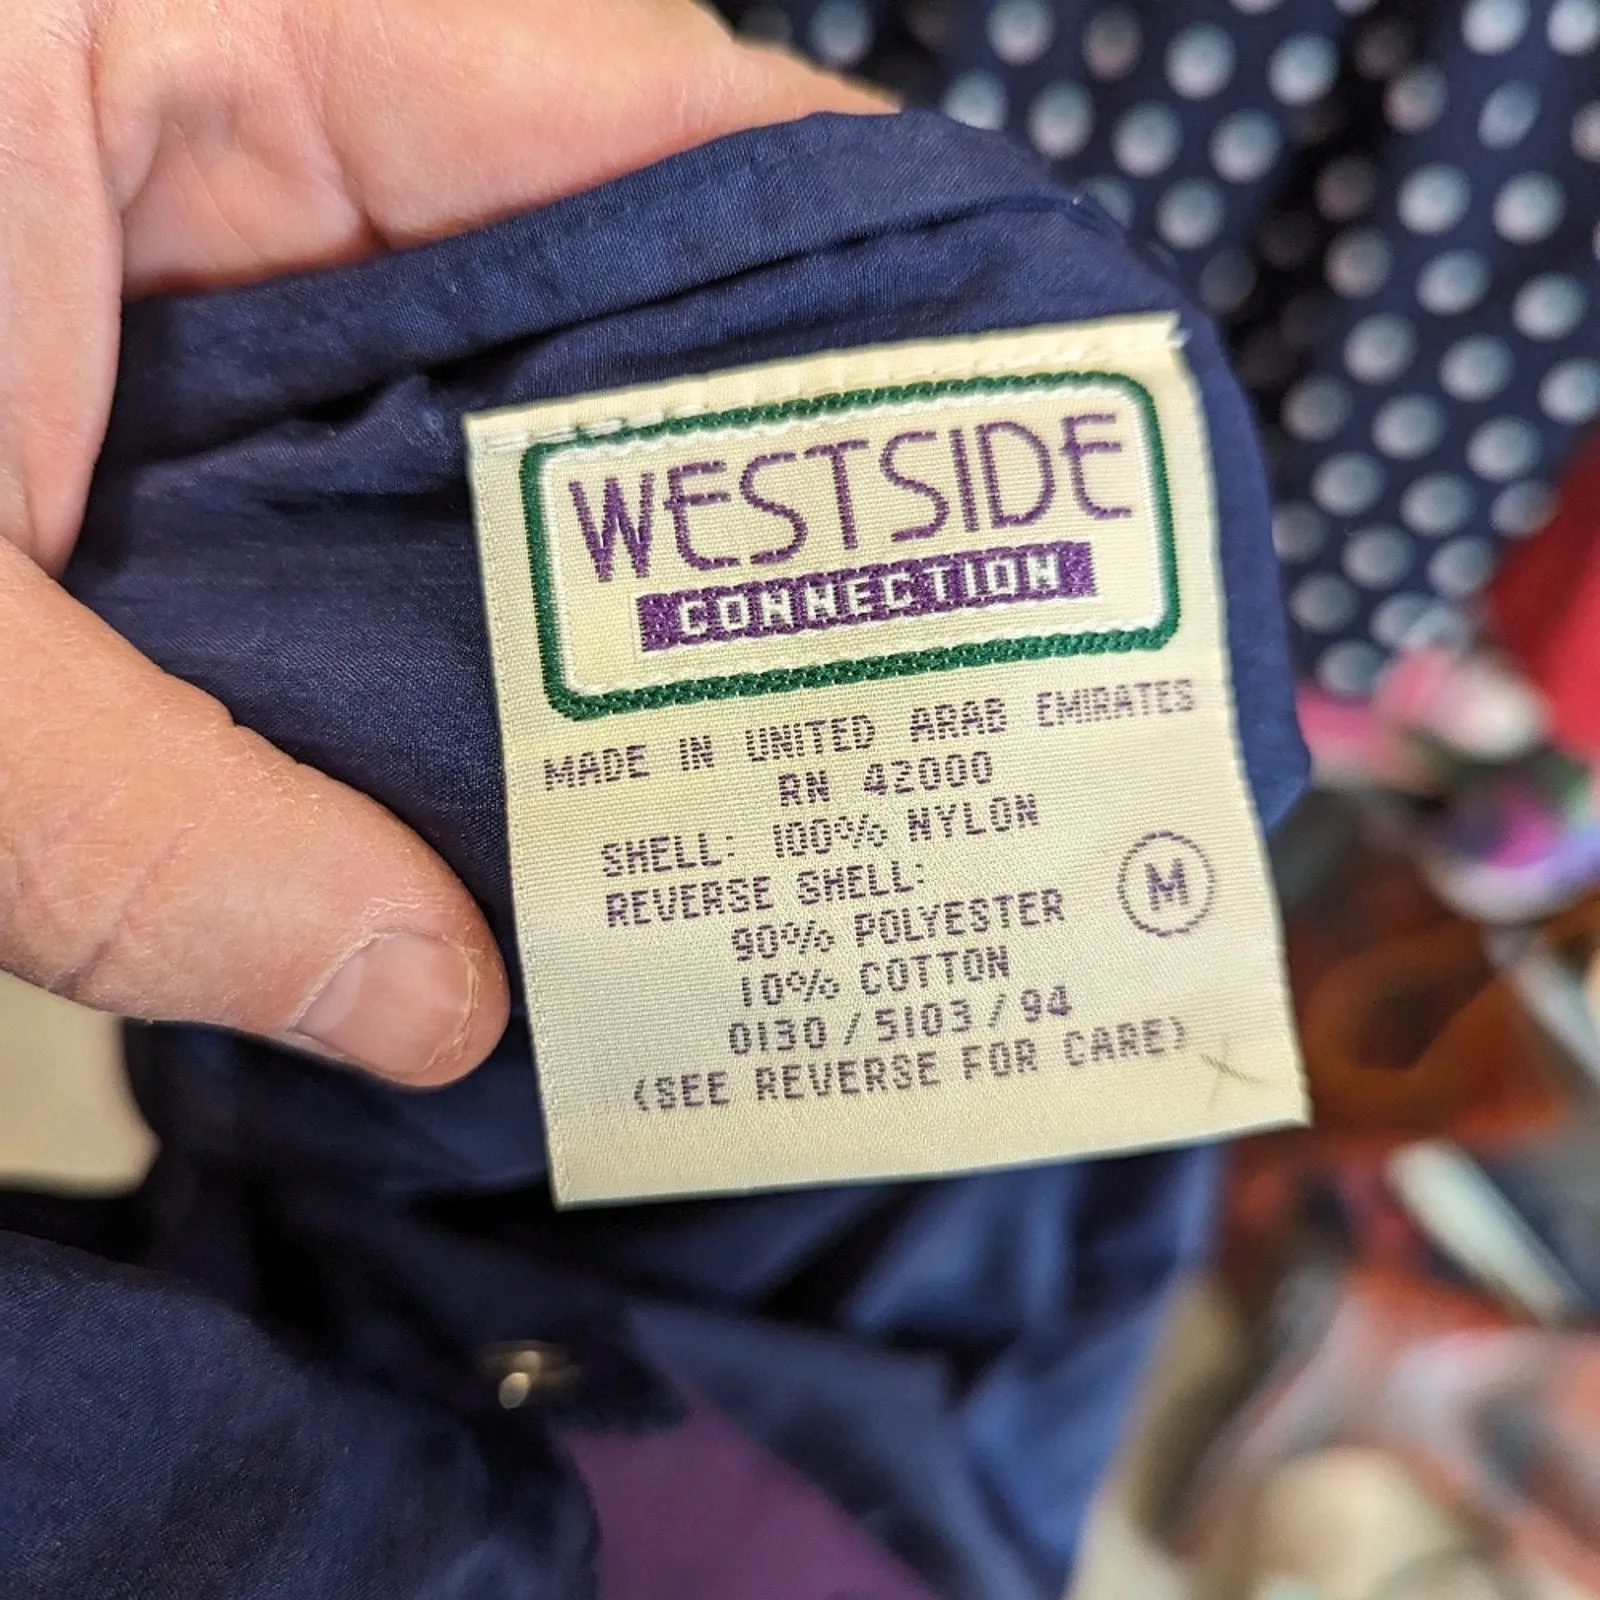 WESTSIDE
CONNECTION
MADE IN UNITED ARAB EMIRATES
RN 42000
SHELL: 100% NYLON
REVERSE SHELL:
90% POLYESTER
10% COTTON
M
0130 / 5103 / 94
(SEE REVERSE FOR CARE)